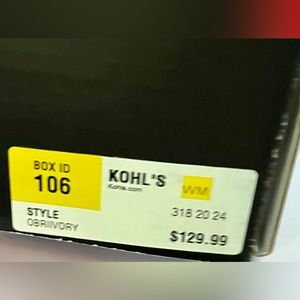 BOX ID
106
KOHL'S
Kohls.com
WM
STYLE
OBRIIVORY
318 20 24
$129.99